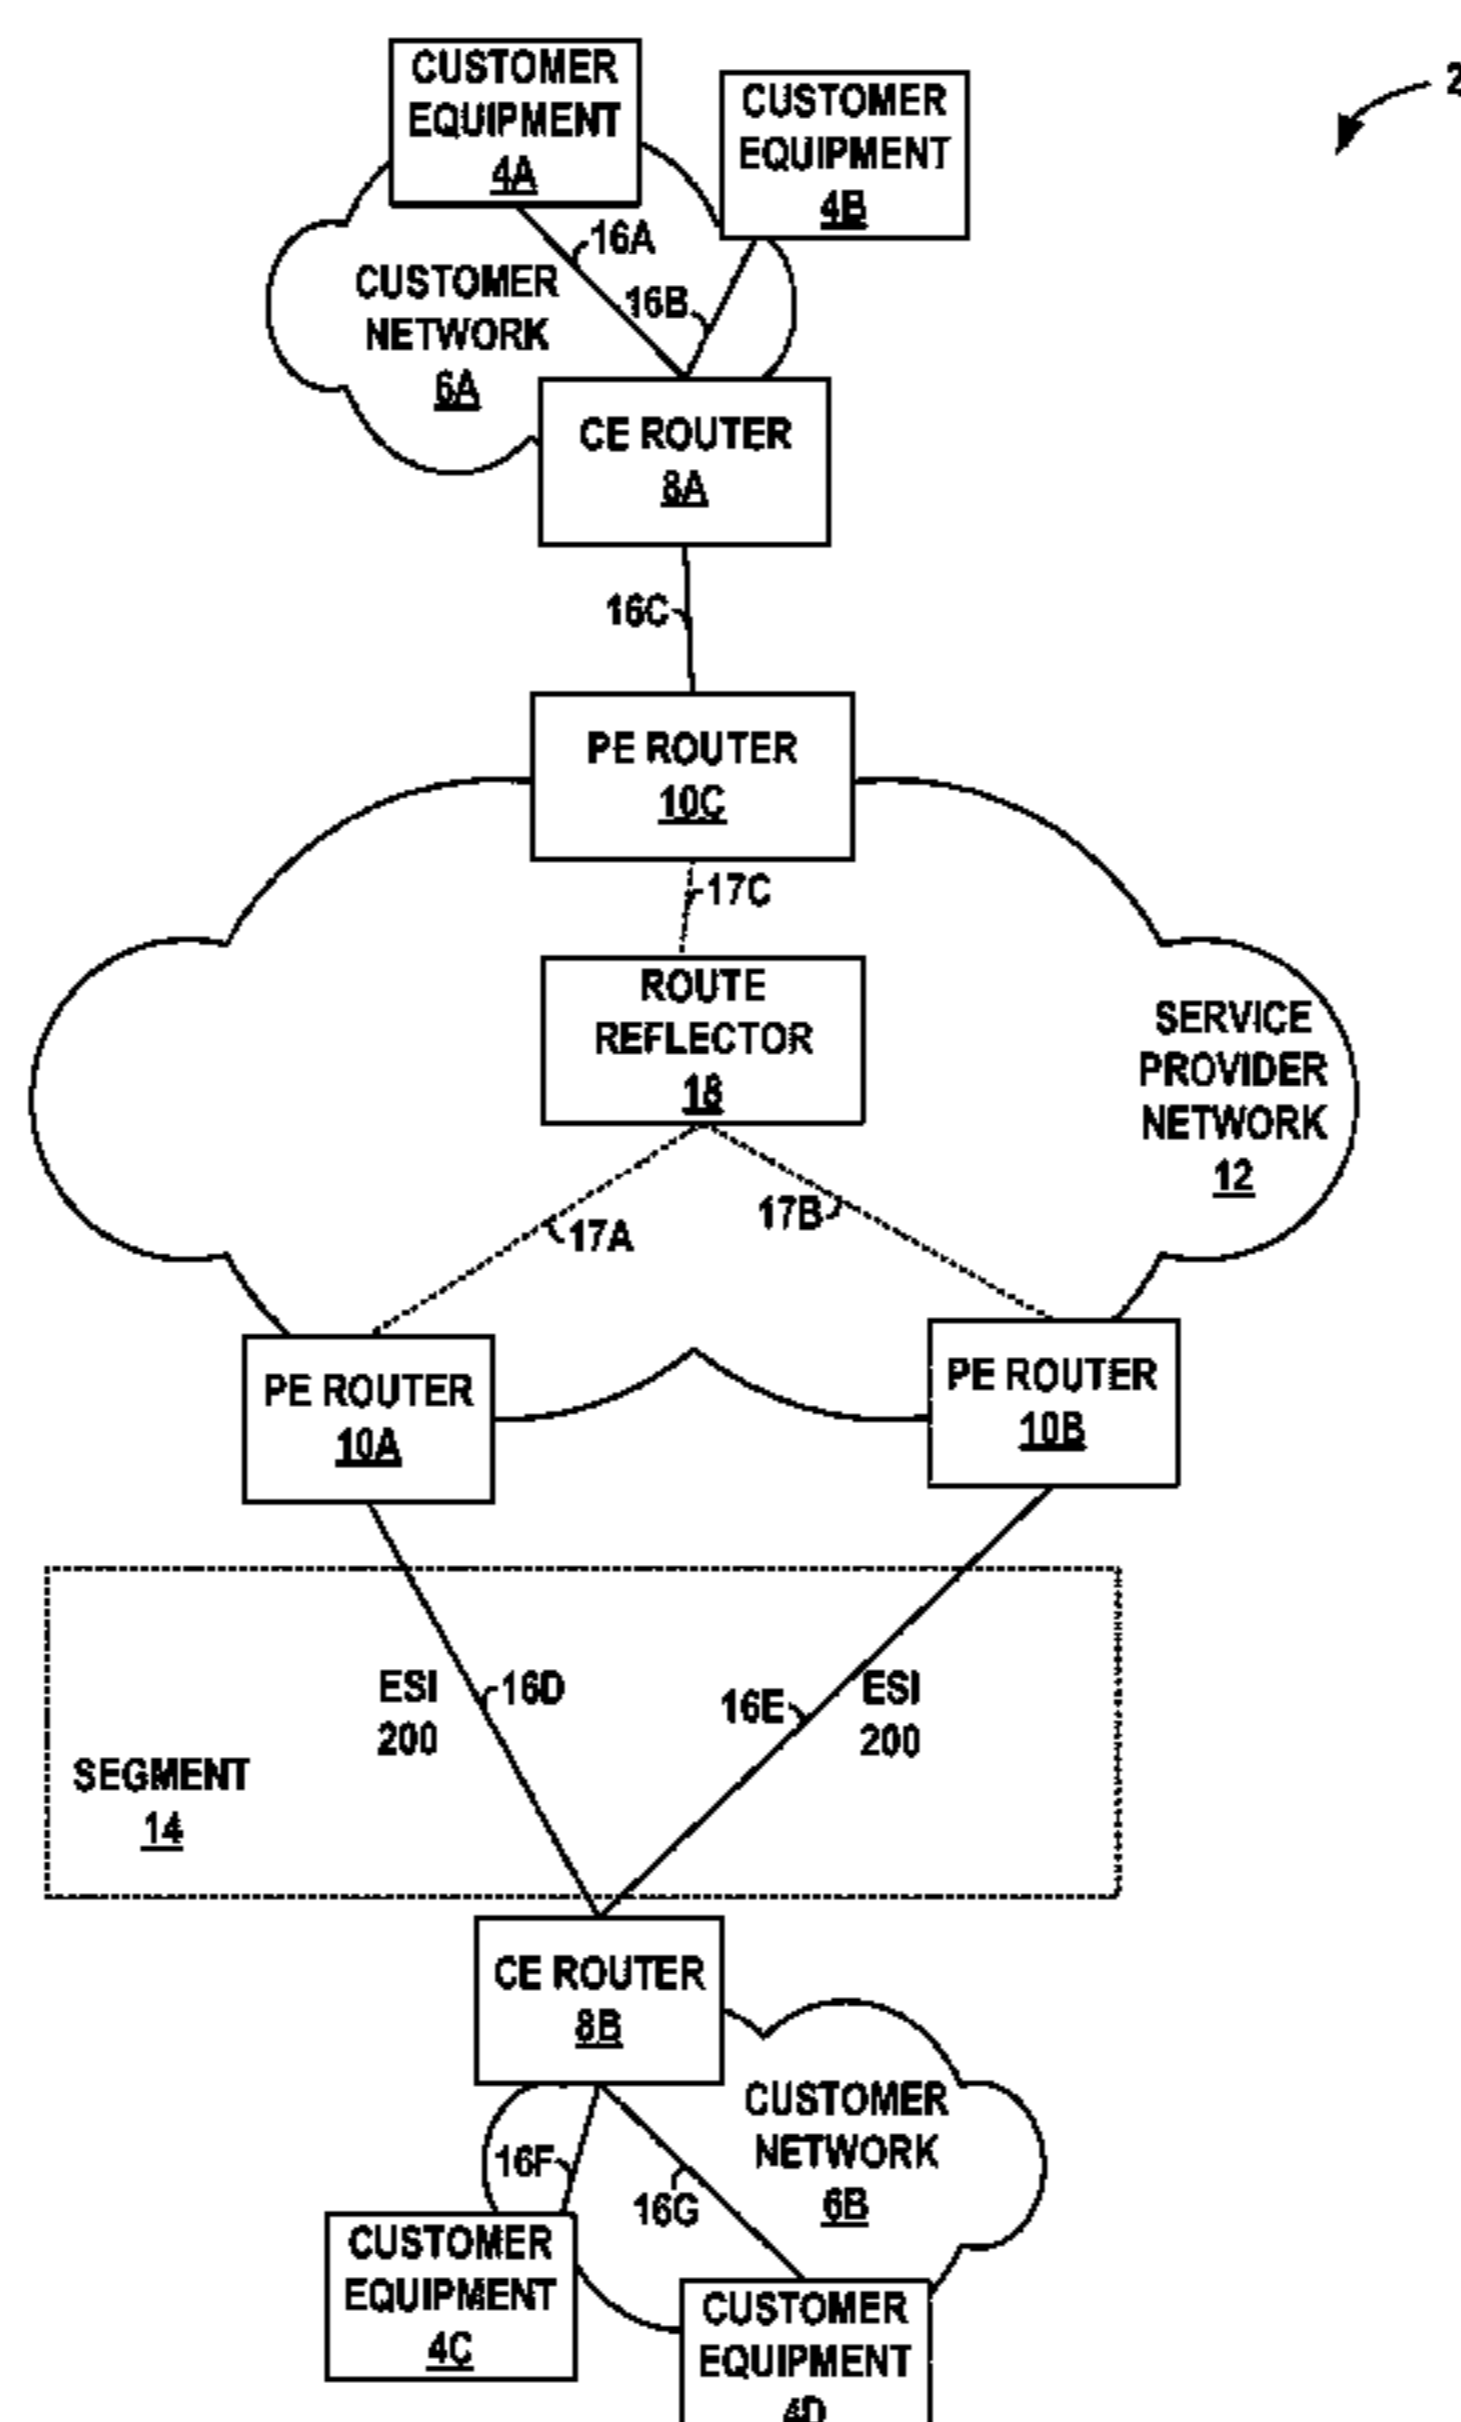 2
CUSTOMER
EQUIPMENT
4A
CUSTOMER
EQUIPMENT
4B
16A
16B
CUSTOMER
NETWORK
6A
CE ROUTER
8A
16C
PE ROUTER
10C
17C
ROUTE
REFLECTOR
18
SERVICE
PROVIDER
NETWORK
12
17A
17B
PE ROUTER
10A
PE ROUTER
10B
ESI
200
16D
16E
ESI
200
SEGMENT
14
CE ROUTER
8B
CUSTOMER
NETWORK
6B
16F
16G
CUSTOMER
EQUIPMENT
4C
CUSTOMER
EQUIPMENT
4D